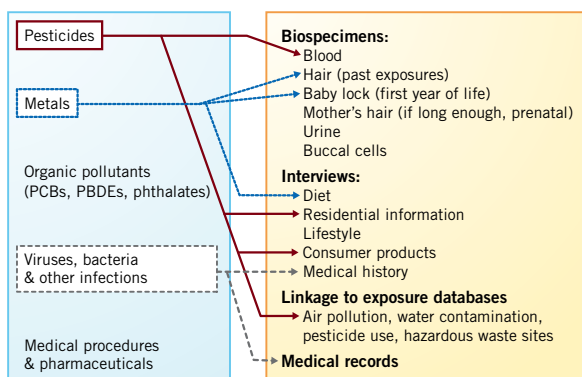 Pesticides
Metals
Organic pollutants
(PCBs, PBDEs, phthalates)
Viruses, bacteria
& other infections
Medical procedures
& pharmaceuticals
Biospecimens:
Blood
Hair (past exposures)
Baby lock (first year of life)
Mother's hair (if long enough, prenatal)
Urine
Buccal cells
Interviews:
Diet
Residential information
Lifestyle
Consumer products
Medical history
Linkage to exposure databases
Air pollution, water contamination,
pesticide use, hazardous waste sites
Medical records